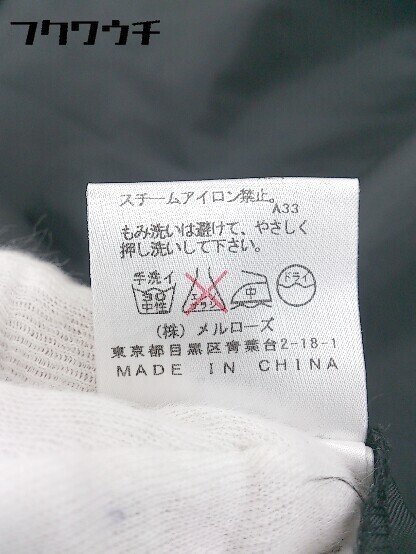 フクワウチ
スチームアイロン禁止。
A33
もみ洗いは避けて、やさしく
押し洗いして下さい。
手洗イ
30
中性
エンソ
サラシ
中
ドライ
(株) メルローズ
東京都目黒区青葉台2-18-1
MADE IN CHINA